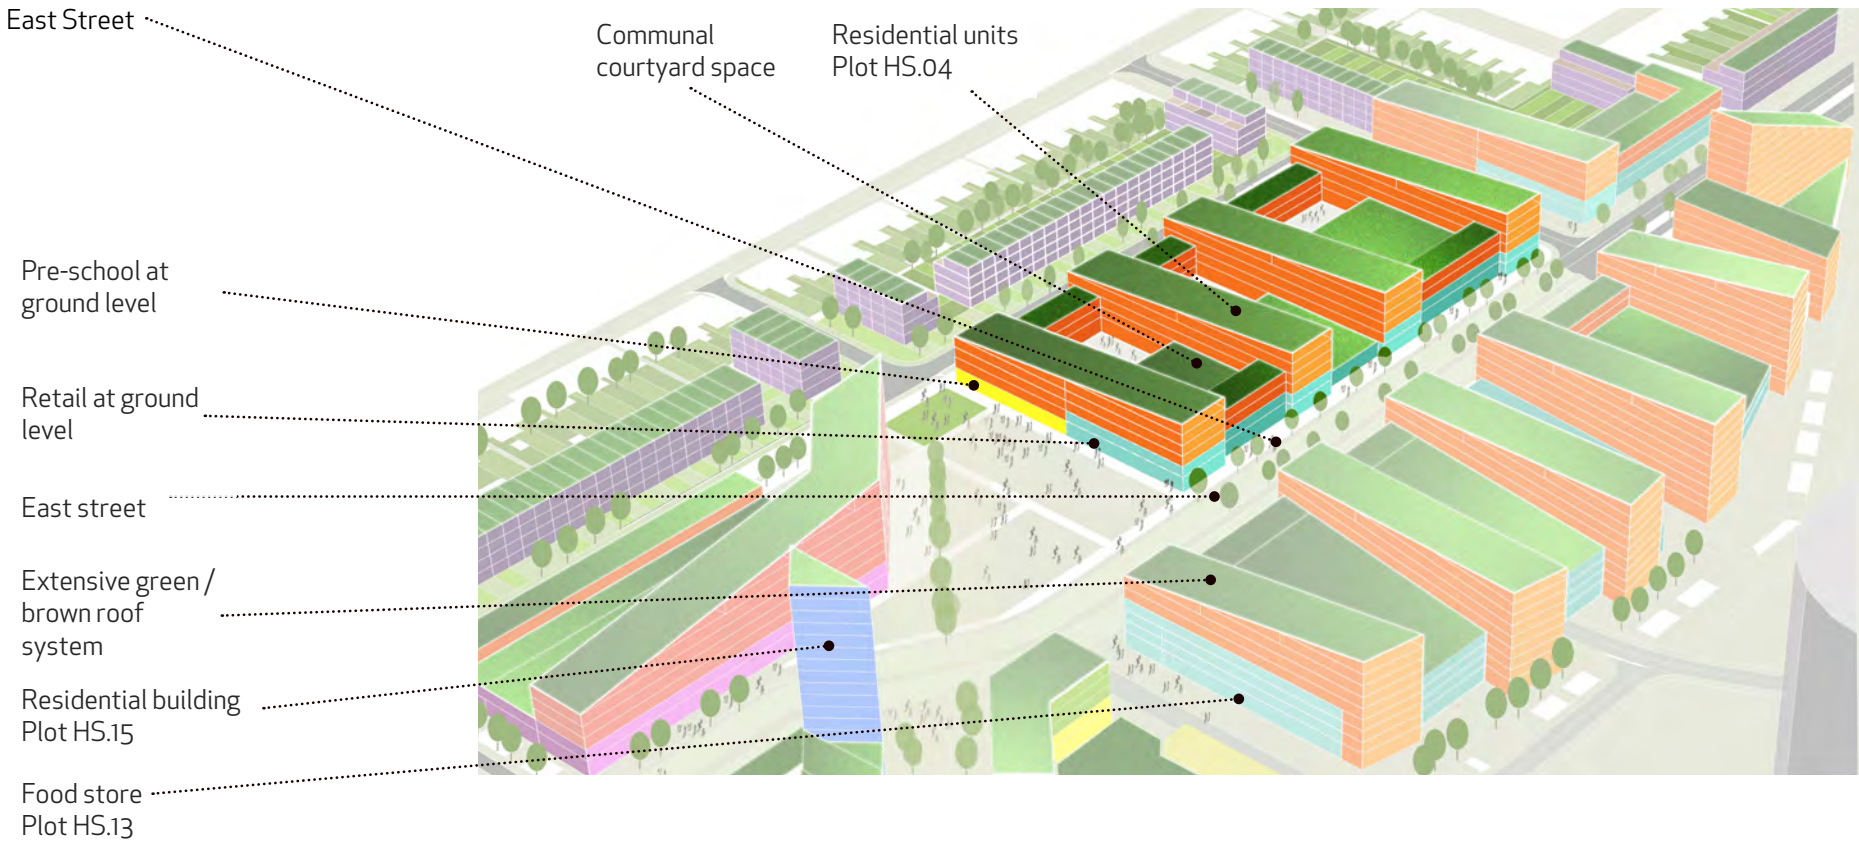 East Street
Communal
courtyard space
Residential units
Plot HS.04
Pre-school at
ground level
Retail at ground
level
East street
Extensive green /
brown roof
system
Residential building
Plot HS.15
Food store
Plot HS.13